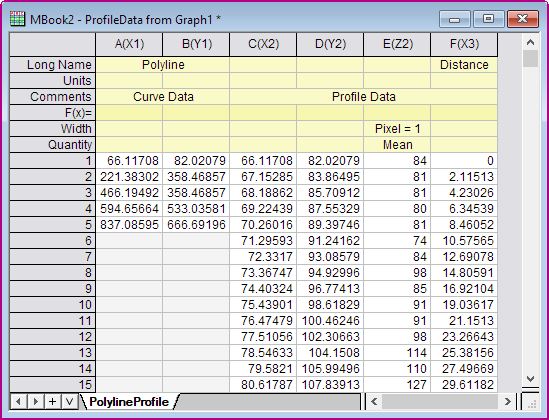 MBook2 - ProfileData from Graph1 *
A(X1) B(Y1) C(X2) D(Y2) E(Z2) F(X3)
Long Name Polyline Distance
Units
Comments Curve Data Profile Data
F(x)=
Width Pixel = 1
Quantity Mean
1 66.11708 82.02079 66.11708 82.02079 84 0
2 221.38302 358.46857 67.15285 83.86495 81 2.11513
3 466.19492 358.46857 68.18862 85.70912 81 4.23026
4 594.65664 533.03581 69.22439 87.55329 80 6.34539
5 837.08595 666.69196 70.26016 89.39746 81 8.46052
6 71.29593 91.24162 74 10.57565
7 72.3317 93.08579 84 12.69078
8 73.36747 94.92996 98 14.80591
9 74.40324 96.77413 85 16.92104
10 75.43901 98.61829 91 19.03617
11 76.47479 100.46246 91 21.1513
12 77.51056 102.30663 98 23.26643
13 78.54633 104.1508 114 25.38156
14 79.5821 105.99496 110 27.49669
15 80.61787 107.83913 127 29.61182
PolylineProfile